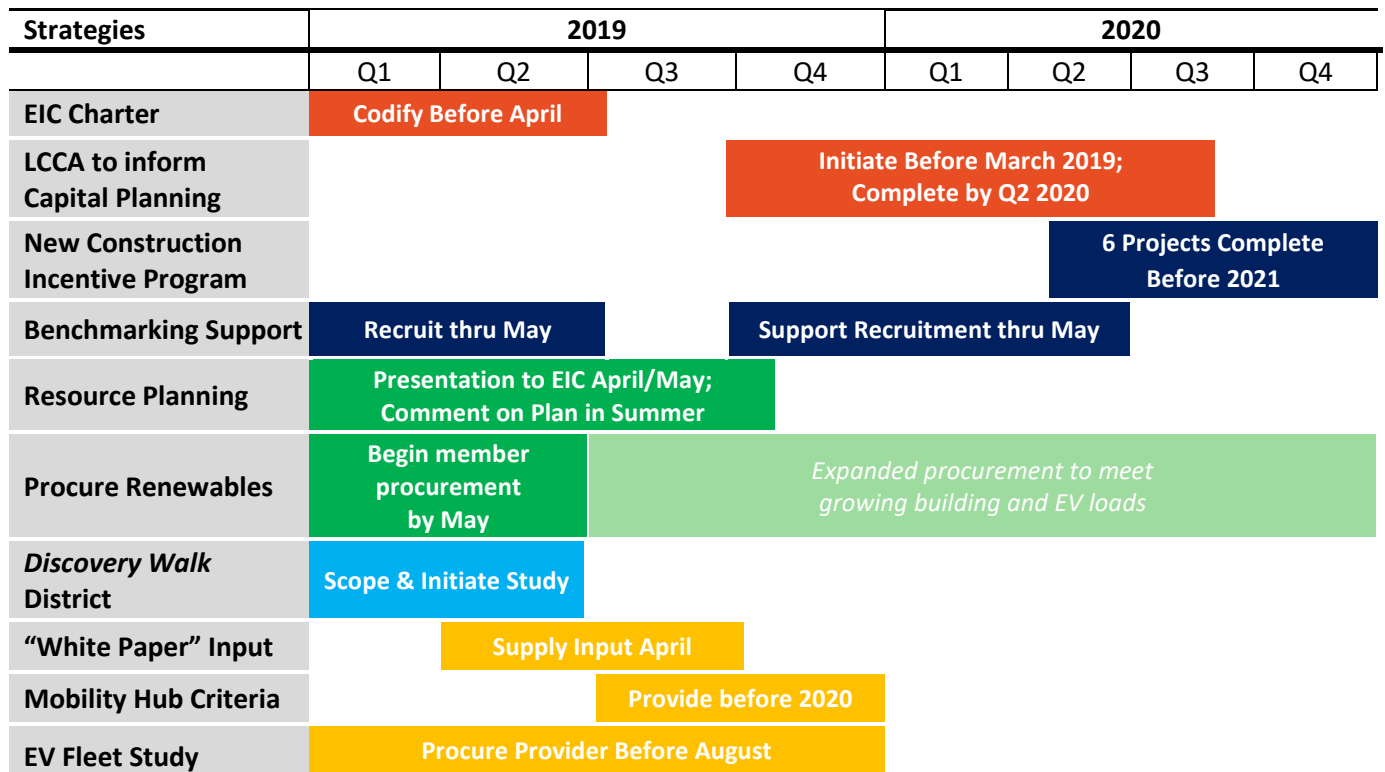 Strategies 2019 2020
Q1 Q2 Q3 Q4 Q1 Q2 Q3 Q4
EIC Charter
Codify Before April
LCCA to inform
Capital Planning
Initiate Before March 2019;
Complete by Q2 2020
New Construction
Incentive Program
6 Projects Complete
Before 2021
Benchmarking Support
Recruit thru May
Support Recruitment thru May
Resource Planning
Presentation to EIC April/May;
Comment on Plan in Summer
Procure Renewables
Begin member
procurement
by May
Expanded procurement to meet
growing building and EV loads
Discovery Walk
District
Scope & Initiate Study
“White Paper” Input
Supply Input April
Mobility Hub Criteria
Provide before 2020
EV Fleet Study
Procure Provider Before August